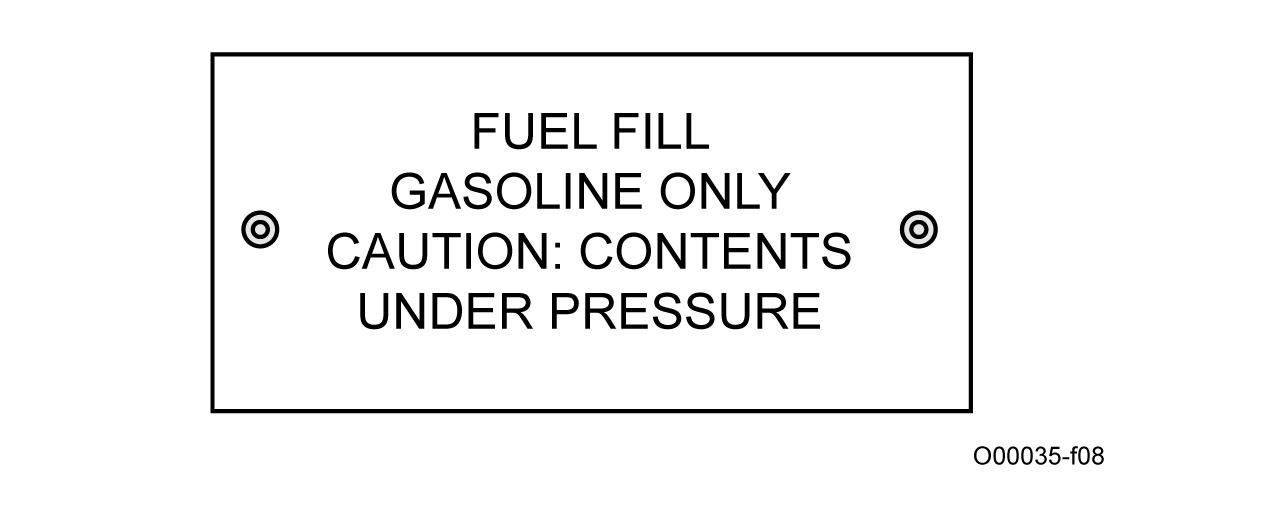 FUEL FILL
GASOLINE ONLY
CAUTION: CONTENTS
UNDER PRESSURE
O00035-f08